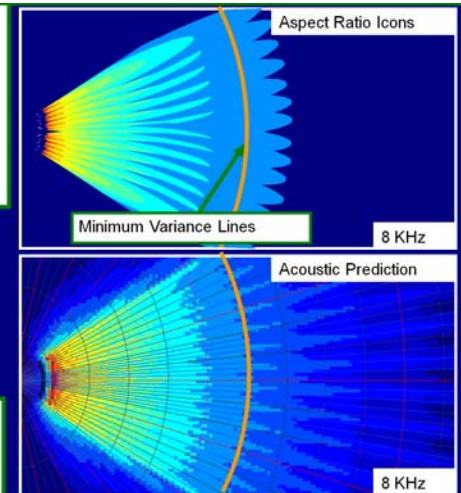 Aspect Ratio Icons
Minimum Variance Lines
8 KHz
Acoustic Prediction
8 KHz